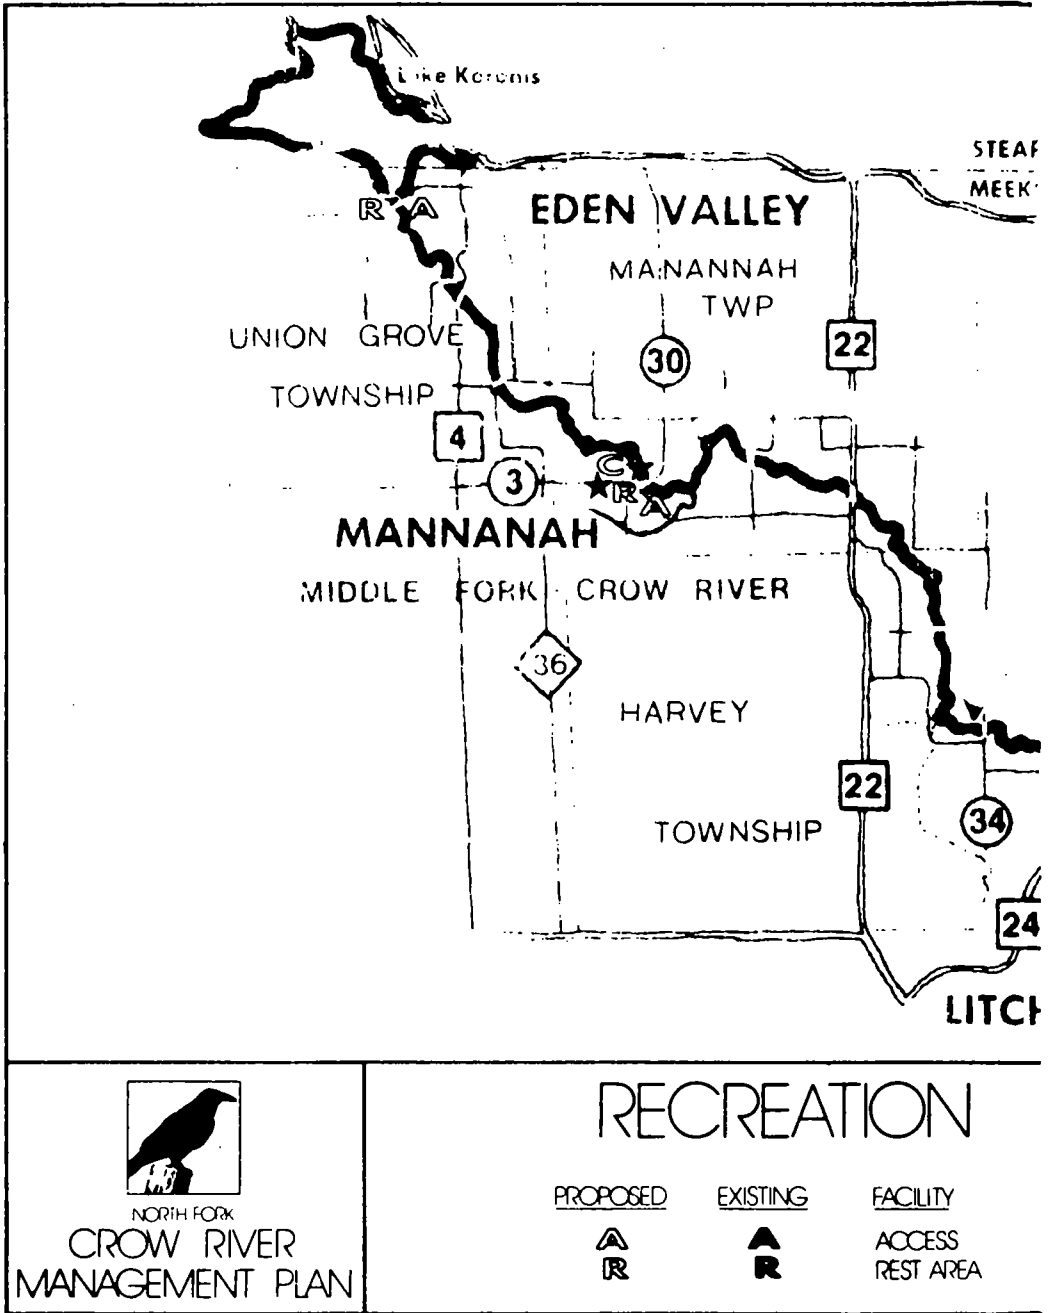 Lake Koronis
STEAR
MEEK
R A
EDEN VALLEY
MANANNAH
TWP
UNION GROVE
30
22
TOWNSHIP
4
C
3
R
A
MANNANAH
MIDDLE FORK CROW RIVER
36
HARVEY
22
TOWNSHIP
34
24
LITCH
RECREATION
PROPOSED EXISTING FACILITY
A A ACCESS
R R REST AREA
NORTH FORK
CROW RIVER
MANAGEMENT PLAN